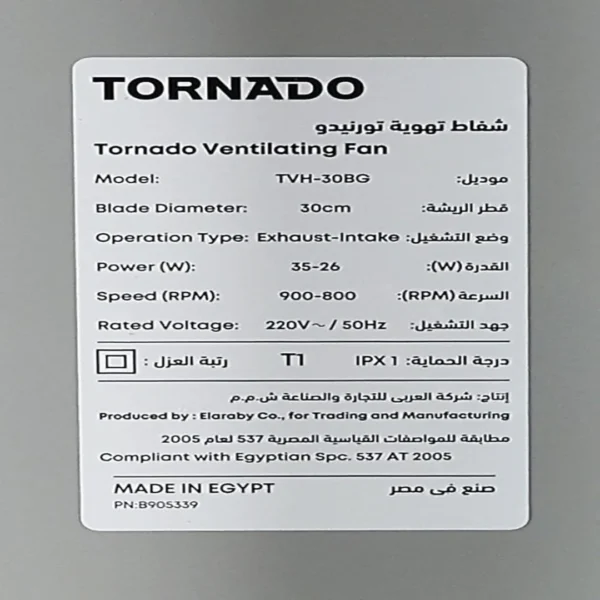 TORNADO
شفاط تهوية تورنيدو
Tornado Ventilating Fan
Model: TVH-30BG موديل:
Blade Diameter: 30cm قطر الريشة:
Operation Type: Exhaust-Intake وضع التشغيل:
Power (W): 35-26 القدرة (W):
Speed (RPM): 900-800 السرعة (RPM):
Rated Voltage: 220V~ / 50Hz جهد التشغيل:
رتبة العزل : T1 IPX 1 درجة الحماية:
إنتاج: شركة العربى للتجارة والصناعة ش.م.م
Produced by : Elaraby Co., for Trading and Manufacturing
مطابقة للمواصفات القياسية المصرية 537 لعام 2005
Compliant with Egyptian Spc. 537 AT 2005
MADE IN EGYPT صنع فى مصر
PN:B905339